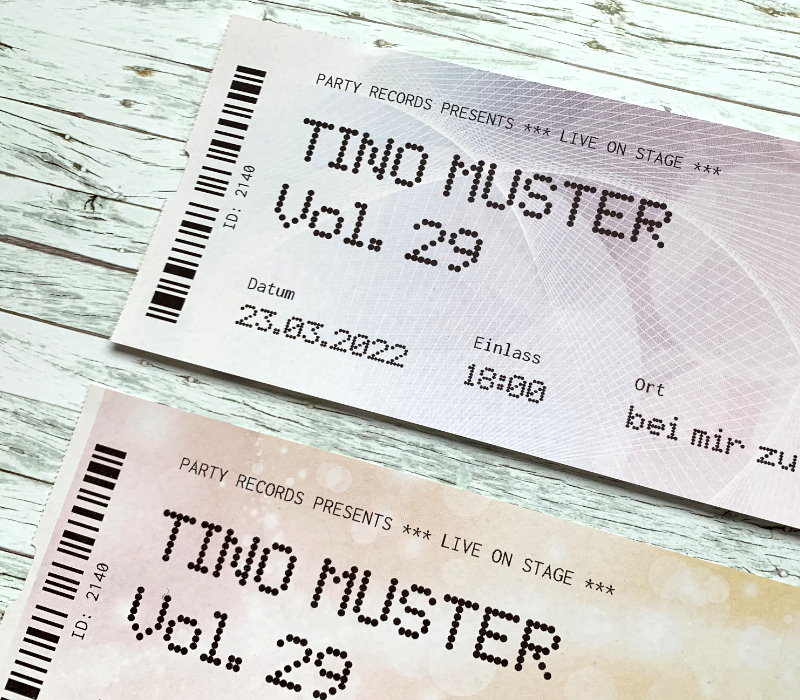 PARTY RECORDS PRESENTS *** LIVE ON STAGE ***
TINO MUSTER
Vol. 29
ID: 2140
Datum
23.03.2022
Einlass
18:00
Ort
bei mir zu
PARTY RECORDS PRESENTS *** LIVE ON STAGE ***
TINO MUSTER
Vol. 29
ID: 2140